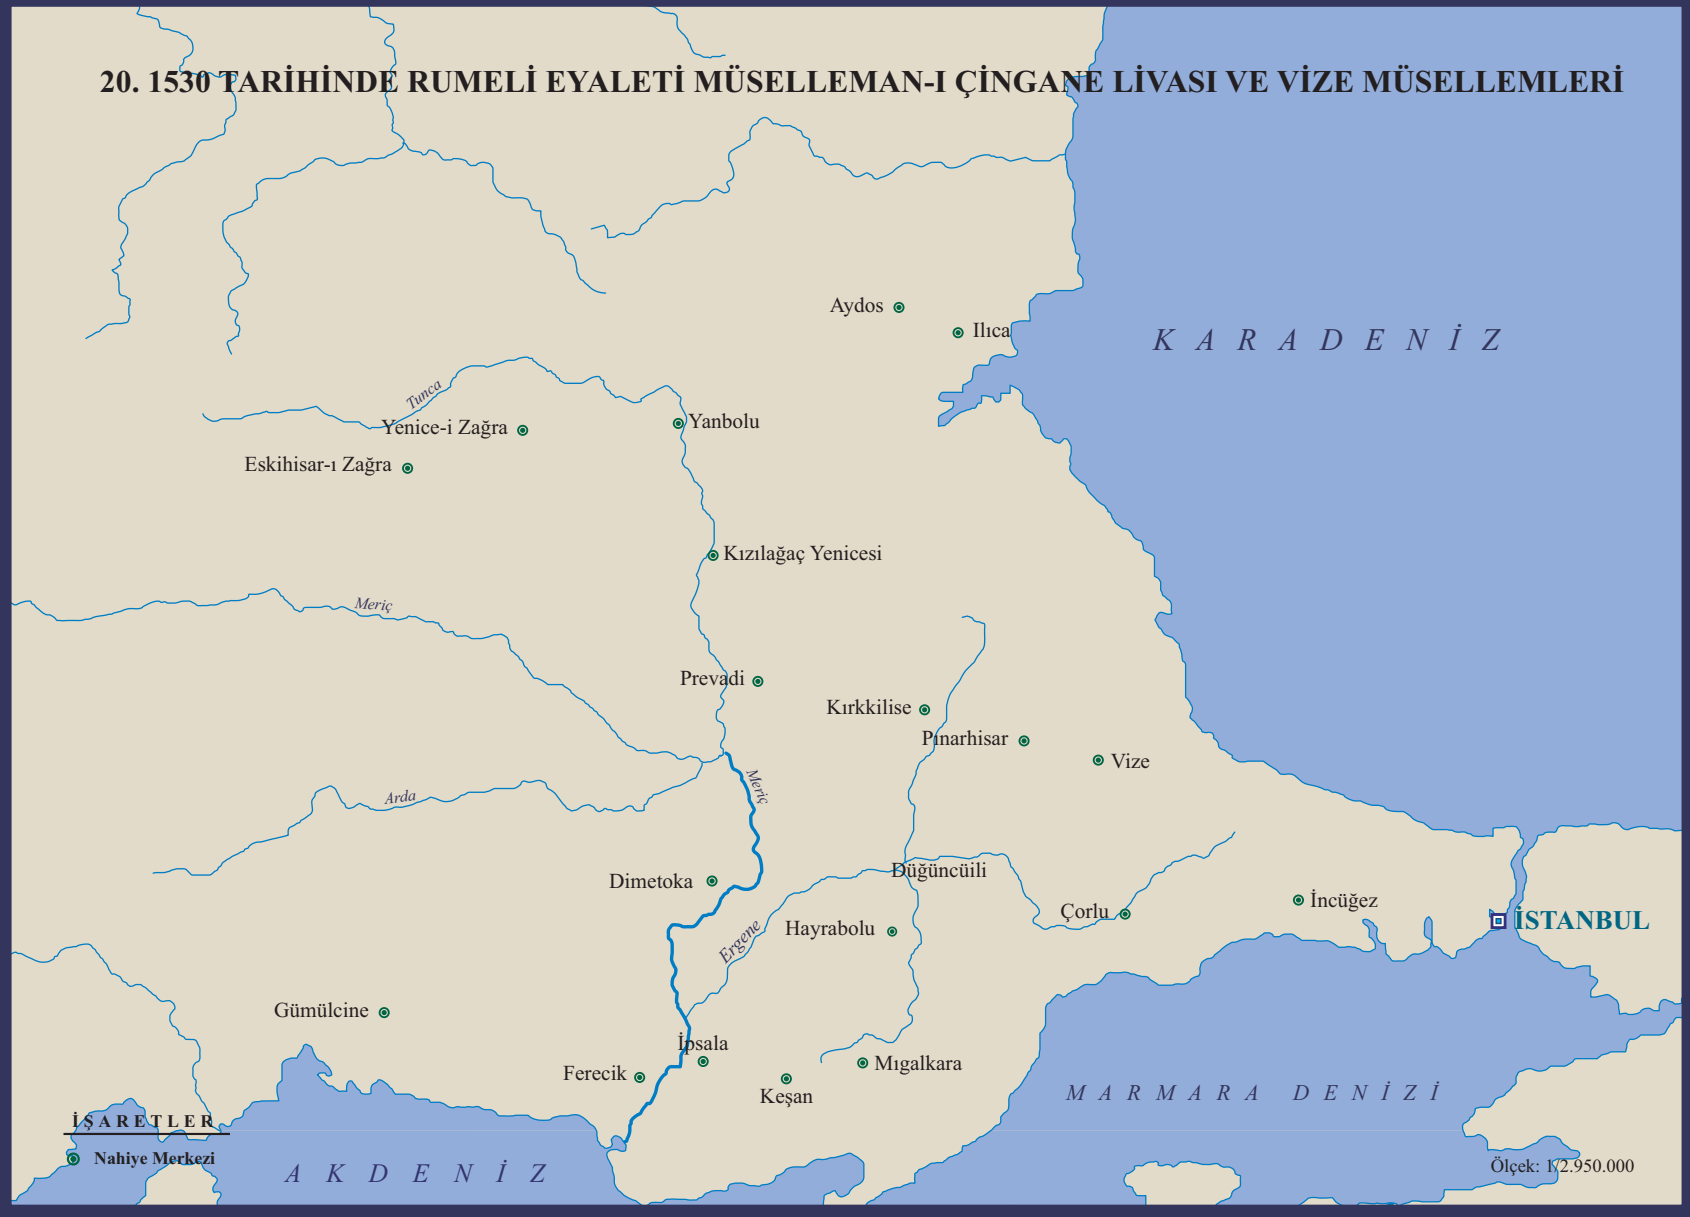 20. 1530 TARİHİNDE RUMELİ EYALETİ MÜSELLEMAN-I ÇİNGANE LİVASI VE VİZE MÜSELLEMLERİ
Aydos
Ilıca
K A R A D E N İ Z
Tunca
Yenice-i Zağra
Yanbolu
Eskihisar-ı Zağra
Kızılağaç Yenicesi
Meriç
Prevadi
Kırkkilise
Pınarhisar
Vize
Meriç
Arda
Düğüncüili
Dimetoka
İncüğez
Çorlu
İSTANBUL
Hayrabolu
Ergene
Gümülcine
İpsala
Mıgalkara
Ferecik
Keşan
M A R M A R A D E N İ Z İ
İ Ş A R E T L E R
Nahiye Merkezi
A K D E N İ Z
Ölçek: 1/2.950.000